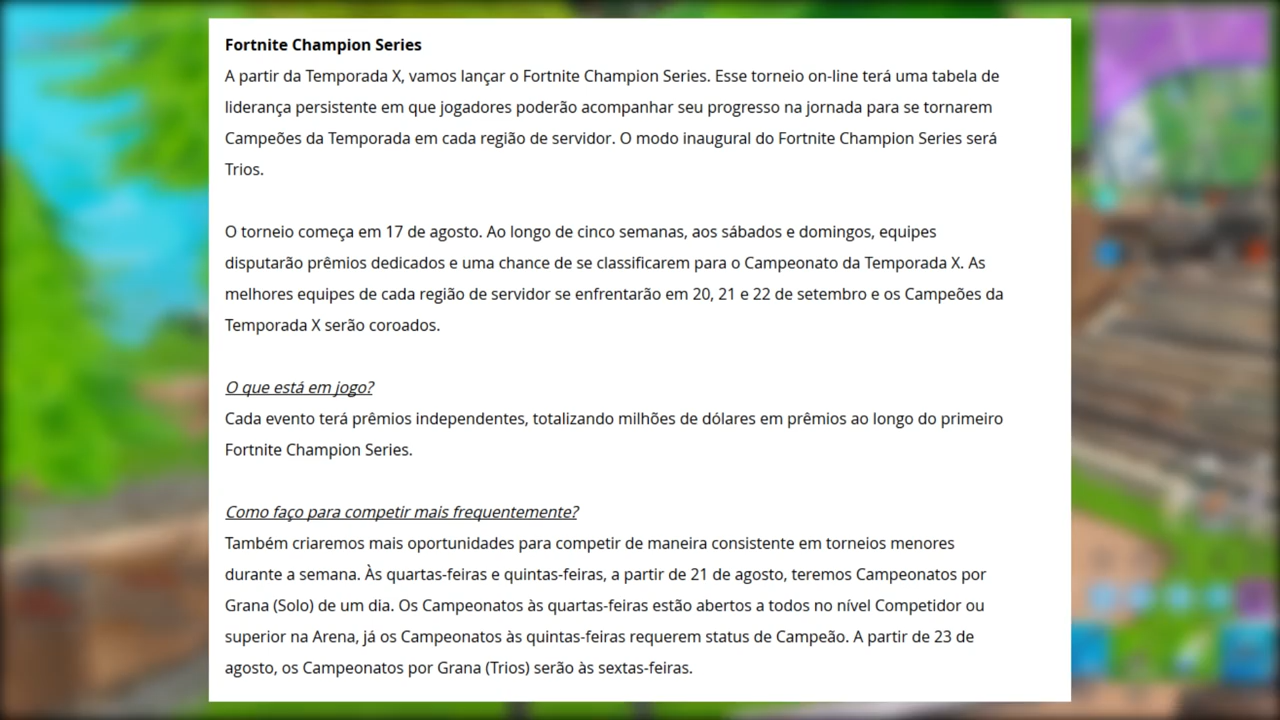 Fortnite Champion Series
A partir da Temporada X, vamos lançar o Fortnite Champion Series. Esse torneio on-line terá uma tabela de
liderança persistente em que jogadores poderão acompanhar seu progresso na jornada para se tornarem
Campeões da Temporada em cada região de servidor. O modo inaugural do Fortnite Champion Series será
Trios.
O torneio começa em 17 de agosto. Ao longo de cinco semanas, aos sábados e domingos, equipes
disputarão prêmios dedicados e uma chance de se classificarem para o Campeonato da Temporada X. As
melhores equipes de cada região de servidor se enfrentarão em 20, 21 e 22 de setembro e os Campeões da
Temporada X serão coroados.
O que está em jogo?
Cada evento terá prêmios independentes, totalizando milhões de dólares em prêmios ao longo do primeiro
Fortnite Champion Series.
Como faço para competir mais frequentemente?
Também criaremos mais oportunidades para competir de maneira consistente em torneios menores
durante a semana. Às quartas-feiras e quintas-feiras, a partir de 21 de agosto, teremos Campeonatos por
Grana (Solo) de um dia. Os Campeonatos às quartas-feiras estão abertos a todos no nível Competidor ou
superior na Arena, já os Campeonatos às quintas-feiras requerem status de Campeão. A partir de 23 de
agosto, os Campeonatos por Grana (Trios) serão às sextas-feiras.